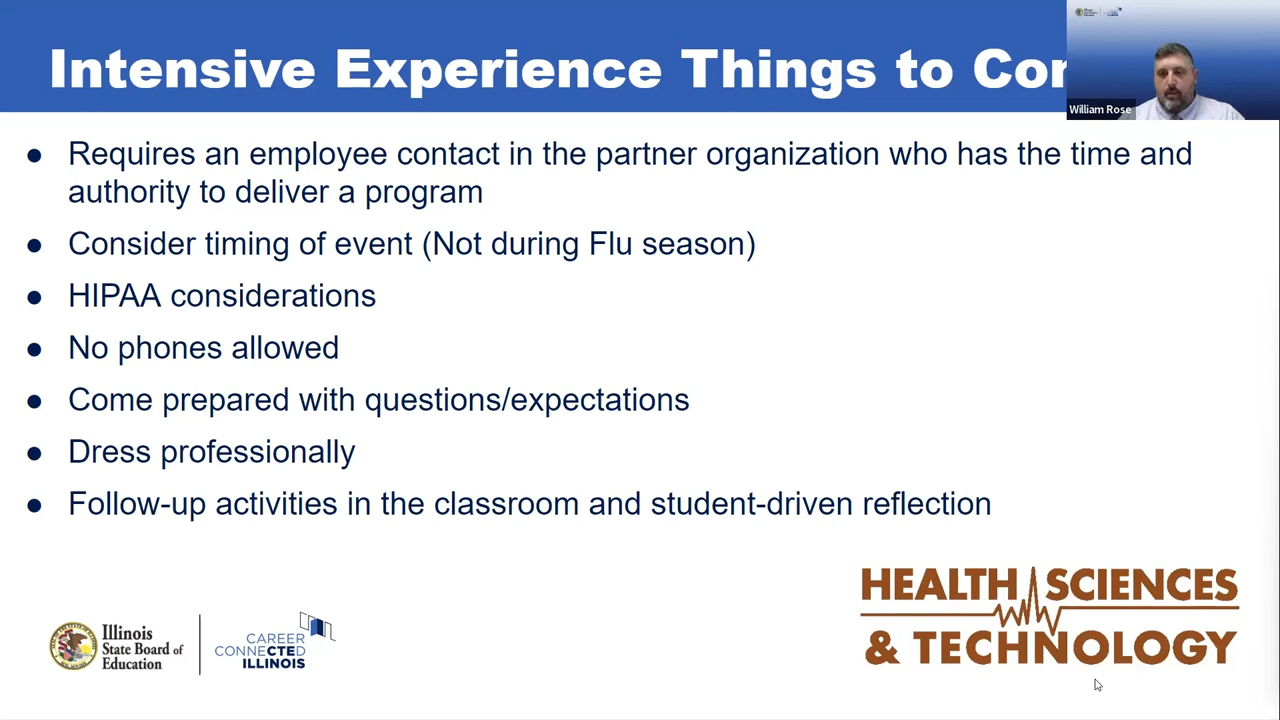 Intensive Experience Things to Con
William Rose
● Requires an employee contact in the partner organization who has the time and
authority to deliver a program
● Consider timing of event (Not during Flu season)
● HIPAA considerations
● No phones allowed
● Come prepared with questions/expectations
● Dress professionally
● Follow-up activities in the classroom and student-driven reflection
HEALTH SCIENCES
& TECHNOLOGY
Illinois
State Board of
Education
CAREER
CONNECTED
ILLINOIS